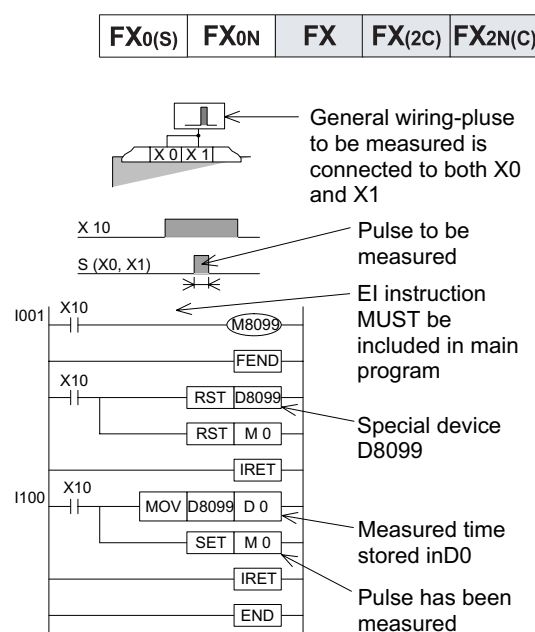 FX0(S) FX0N FX FX(2C) FX2N(C)
General wiring-pluse
to be measured is
connected to both X0
and X1
X 0 X 1
X 10
Pulse to be
measured
S (X0, X1)
EI instruction
MUST be
included in main
program
I001 X10
M8099
FEND
X10
RST D8099
Special device
D8099
RST M 0
IRET
I100 X10
MOV D8099 D 0
Measured time
stored inD0
SET M 0
IRET
Pulse has been
measured
END